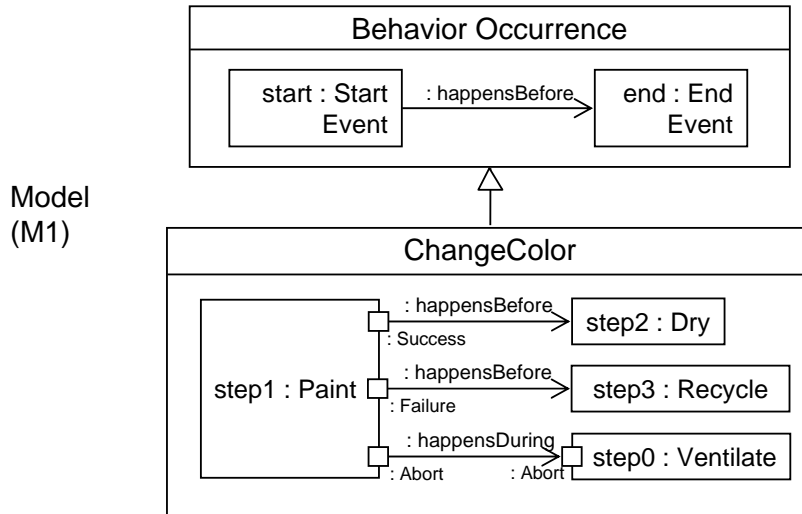 Behavior Occurrence
start : Start
Event
: happensBefore
end : End
Event
Model
(M1)
ChangeColor
step1 : Paint
: happensBefore
: Success
step2 : Dry
: happensBefore
: Failure
step3 : Recycle
: happensDuring
: Abort
: Abort
step0 : Ventilate